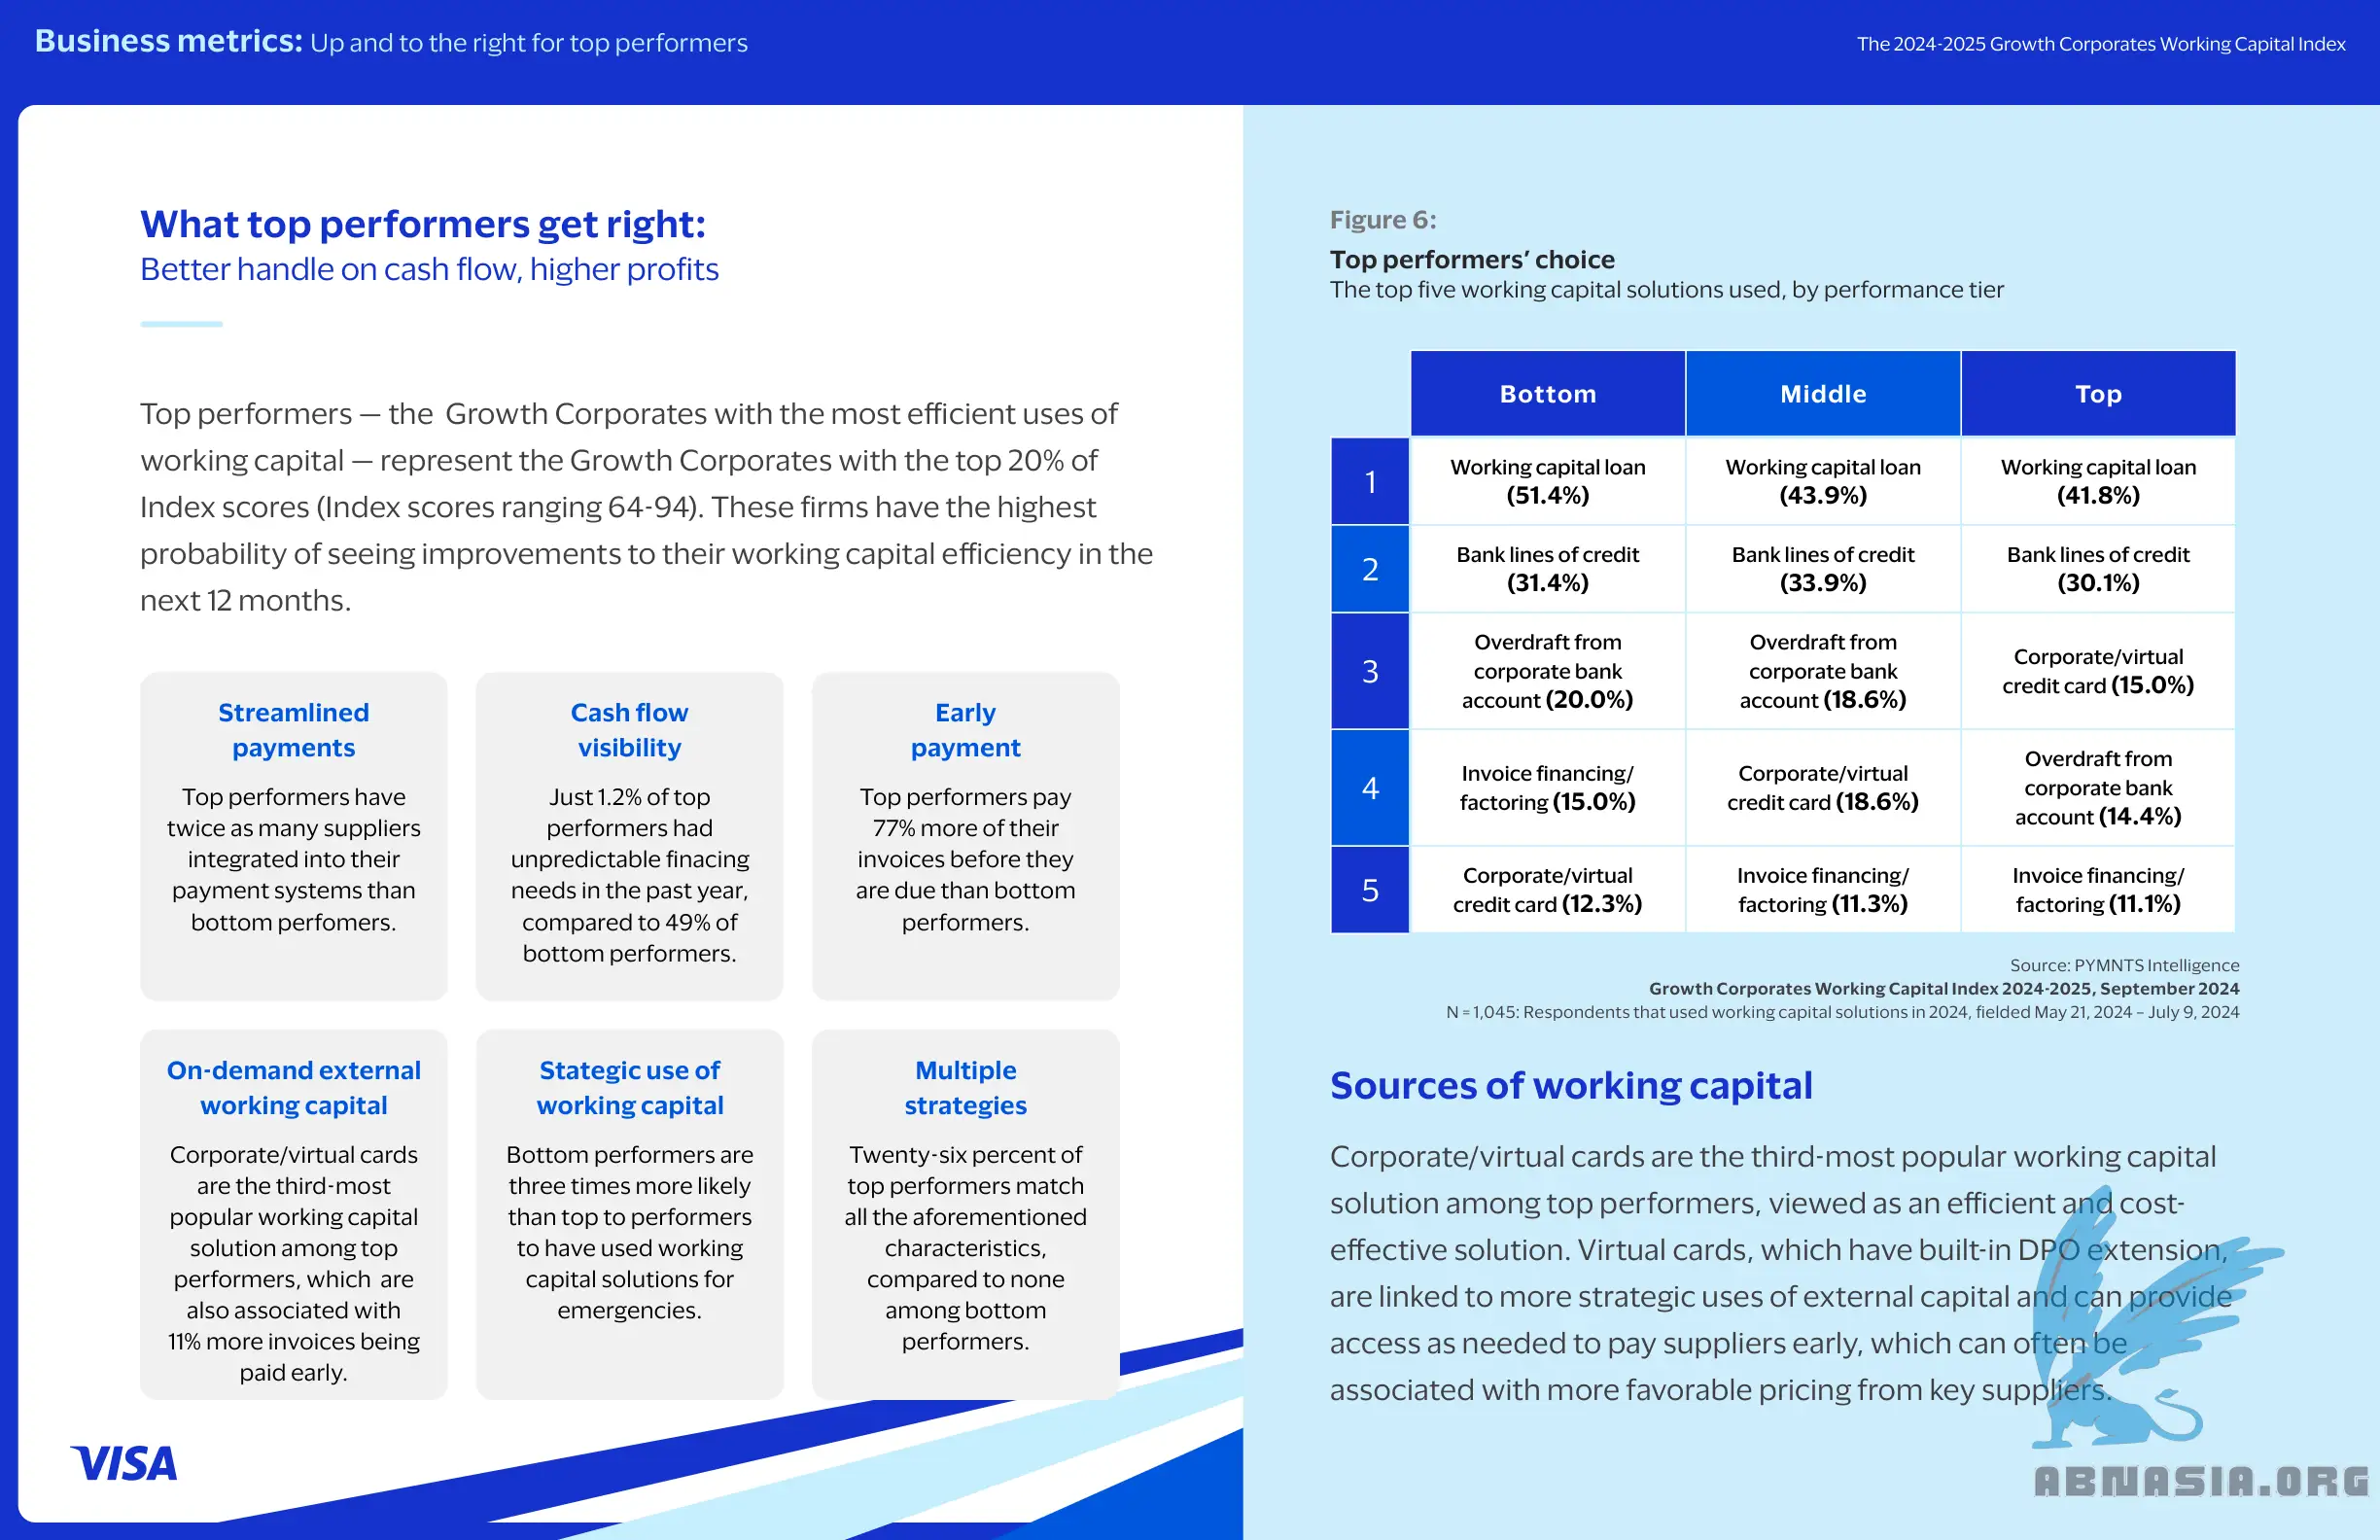 Business metrics: Up and to the right for top performers
The 2024-2025 Growth Corporates Working Capital Index
What top performers get right:
Better handle on cash flow, higher profits
Top performers — the Growth Corporates with the most efficient uses of
working capital — represent the Growth Corporates with the top 20% of
Index scores (Index scores ranging 64-94). These firms have the highest
probability of seeing improvements to their working capital efficiency in the
next 12 months.
Streamlined
payments
Top performers have
twice as many suppliers
integrated into their
payment systems than
bottom perfomers.
Cash flow
visibility
Just 1.2% of top
performers had
unpredictable finacing
needs in the past year,
compared to 49% of
bottom performers.
Early
payment
Top performers pay
77% more of their
invoices before they
are due than bottom
performers.
On-demand external
working capital
Corporate/virtual cards
are the third-most
popular working capital
solution among top
performers, which are
also associated with
11% more invoices being
paid early.
Stategic use of
working capital
Bottom performers are
three times more likely
than top to performers
to have used working
capital solutions for
emergencies.
Multiple
strategies
Twenty-six percent of
top performers match
all the aforementioned
characteristics,
compared to none
among bottom
performers.
VISA
Figure 6:
Top performers’ choice
The top five working capital solutions used, by performance tier
Bottom Middle Top
1
Working capital loan
(51.4%)
Working capital loan
(43.9%)
Working capital loan
(41.8%)
2
Bank lines of credit
(31.4%)
Bank lines of credit
(33.9%)
Bank lines of credit
(30.1%)
3
Overdraft from
corporate bank
account (20.0%)
Overdraft from
corporate bank
account (18.6%)
Corporate/virtual
credit card (15.0%)
4
Invoice financing/
factoring (15.0%)
Corporate/virtual
credit card (18.6%)
Overdraft from
corporate bank
account (14.4%)
5
Corporate/virtual
credit card (12.3%)
Invoice financing/
factoring (11.3%)
Invoice financing/
factoring (11.1%)
Source: PYMNTS Intelligence
Growth Corporates Working Capital Index 2024-2025, September 2024
N = 1,045: Respondents that used working capital solutions in 2024, fielded May 21, 2024 – July 9, 2024
Sources of working capital
Corporate/virtual cards are the third-most popular working capital
solution among top performers, viewed as an efficient and cost-
effective solution. Virtual cards, which have built-in DPO extension,
are linked to more strategic uses of external capital and can provide
access as needed to pay suppliers early, which can often be
associated with more favorable pricing from key suppliers.
ABNASIA.ORG